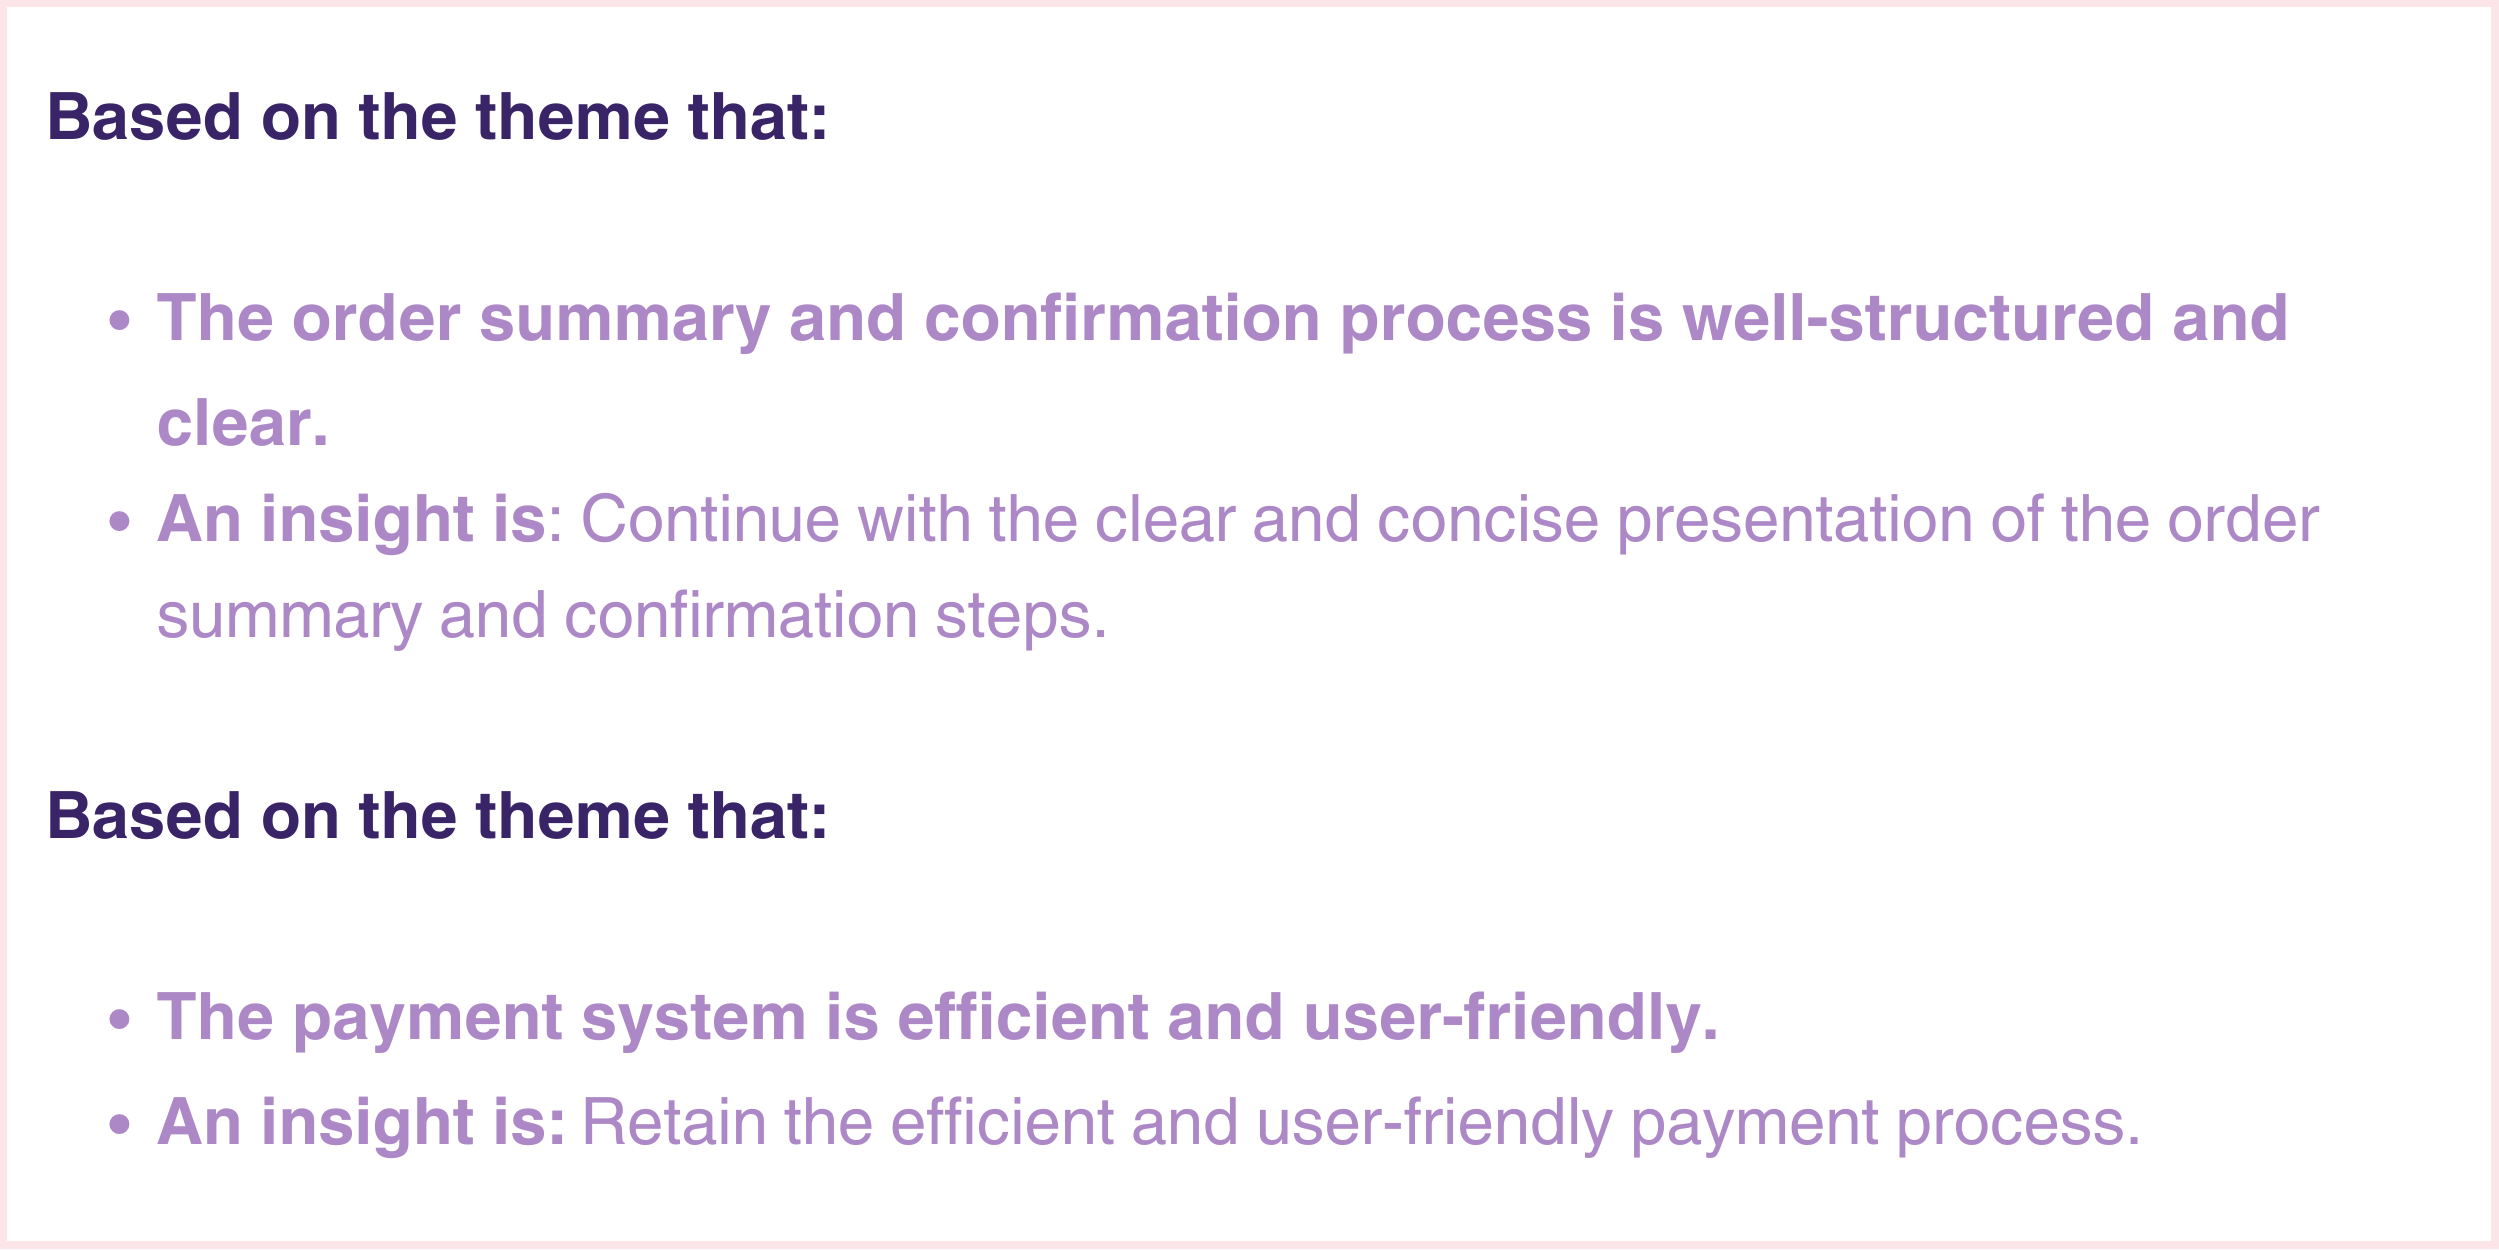 Based on the theme that:
• The order summary and confirmation process is well-structured and
clear.
• An insight is: Continue with the clear and concise presentation of the order
summary and confirmation steps.
Based on the theme that:
• The payment system is efficient and user-friendly.
• An insight is: Retain the efficient and user-friendly payment process.